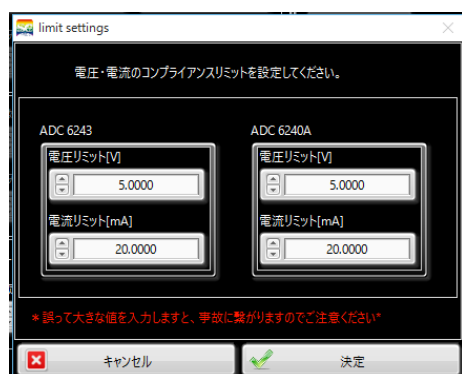 limit settings
電圧・電流のコンプライアンスリミットを設定してください。
ADC 6243
電圧リミット[V]
5.0000
電流リミット[mA]
20.0000
ADC 6240A
電圧リミット[V]
5.0000
電流リミット[mA]
20.0000
＊誤って大きな値を入力しますと、事故に繋がりますのでご注意ください*
キャンセル
決定